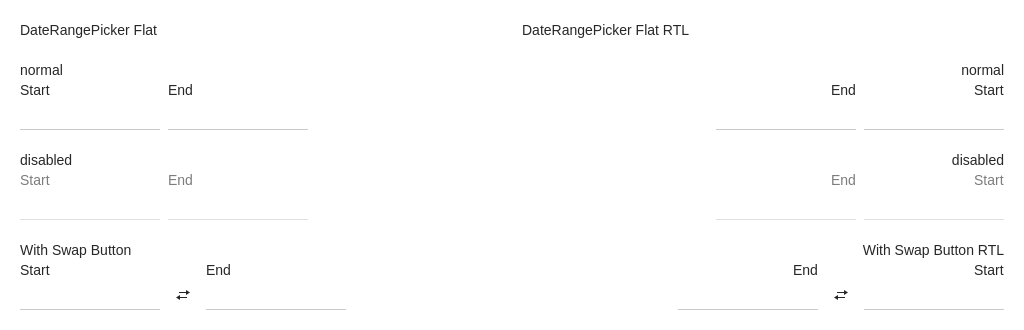 DateRangePicker Flat
normal
Start End
disabled
Start End
With Swap Button
Start End
DateRangePicker Flat RTL
normal
End Start
disabled
End Start
With Swap Button RTL
End Start